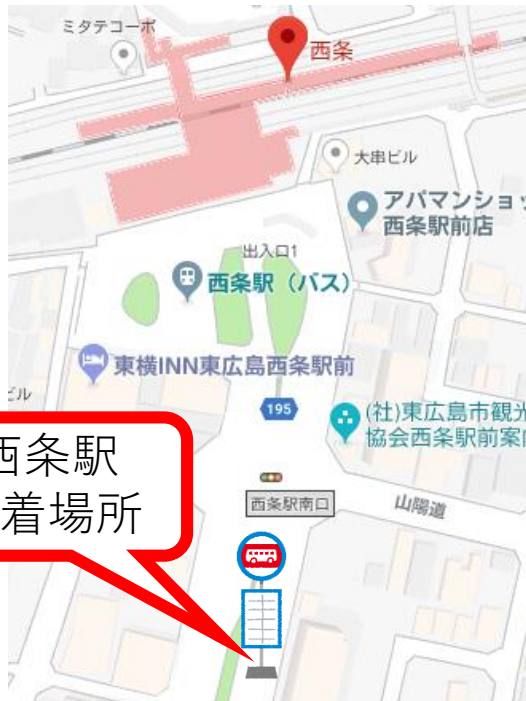 ミタテコーポ
西条
大串ビル
アパマンショッ
西条駅前店
出入口1
西条駅（バス）
東横INN東広島西条駅前
ビル
195
(社)東広島市観光
協会西条駅前案内
西条駅
着場所
西条駅南口
山陽道